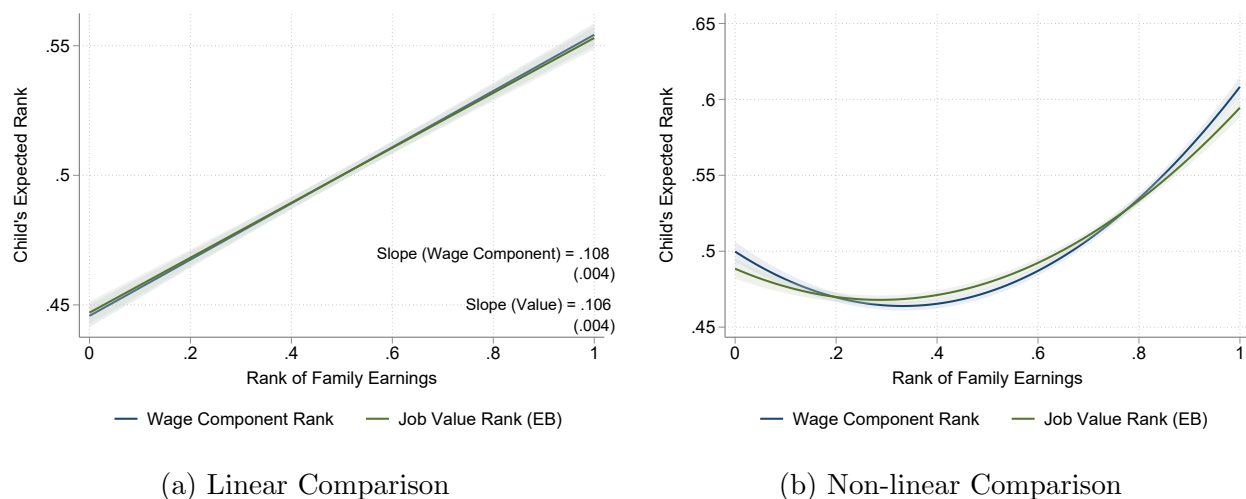 Child's Expected Rank
.55
.5
.45
Slope (Wage Component) = .108
(.004)
Slope (Value) = .106
(.004)
0 .2 .4 .6 .8 1
Rank of Family Earnings
Wage Component Rank Job Value Rank (EB)
(a) Linear Comparison
Child's Expected Rank
.65
.6
.55
.5
.45
0 .2 .4 .6 .8 1
Rank of Family Earnings
Wage Component Rank Job Value Rank (EB)
(b) Non-linear Comparison